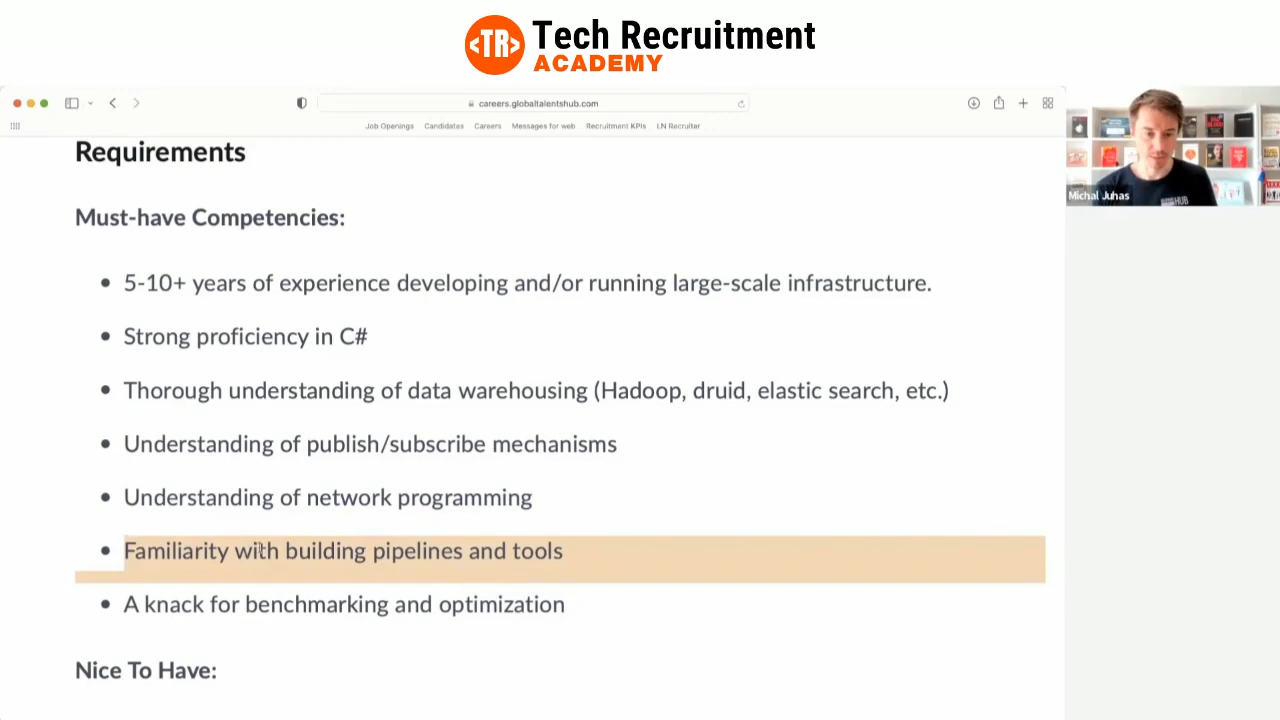 <TR> Tech Recruitment
ACADEMY
careers.globaltalentshub.com
Job Openings Candidates Careers Messages for web Recruitment KPIs LN Recruiter
Michal Juhas
Requirements
Must-have Competencies:
• 5-10+ years of experience developing and/or running large-scale infrastructure.
• Strong proficiency in C#
• Thorough understanding of data warehousing (Hadoop, druid, elastic search, etc.)
• Understanding of publish/subscribe mechanisms
• Understanding of network programming
• Familiarity with building pipelines and tools
• A knack for benchmarking and optimization
Nice To Have: